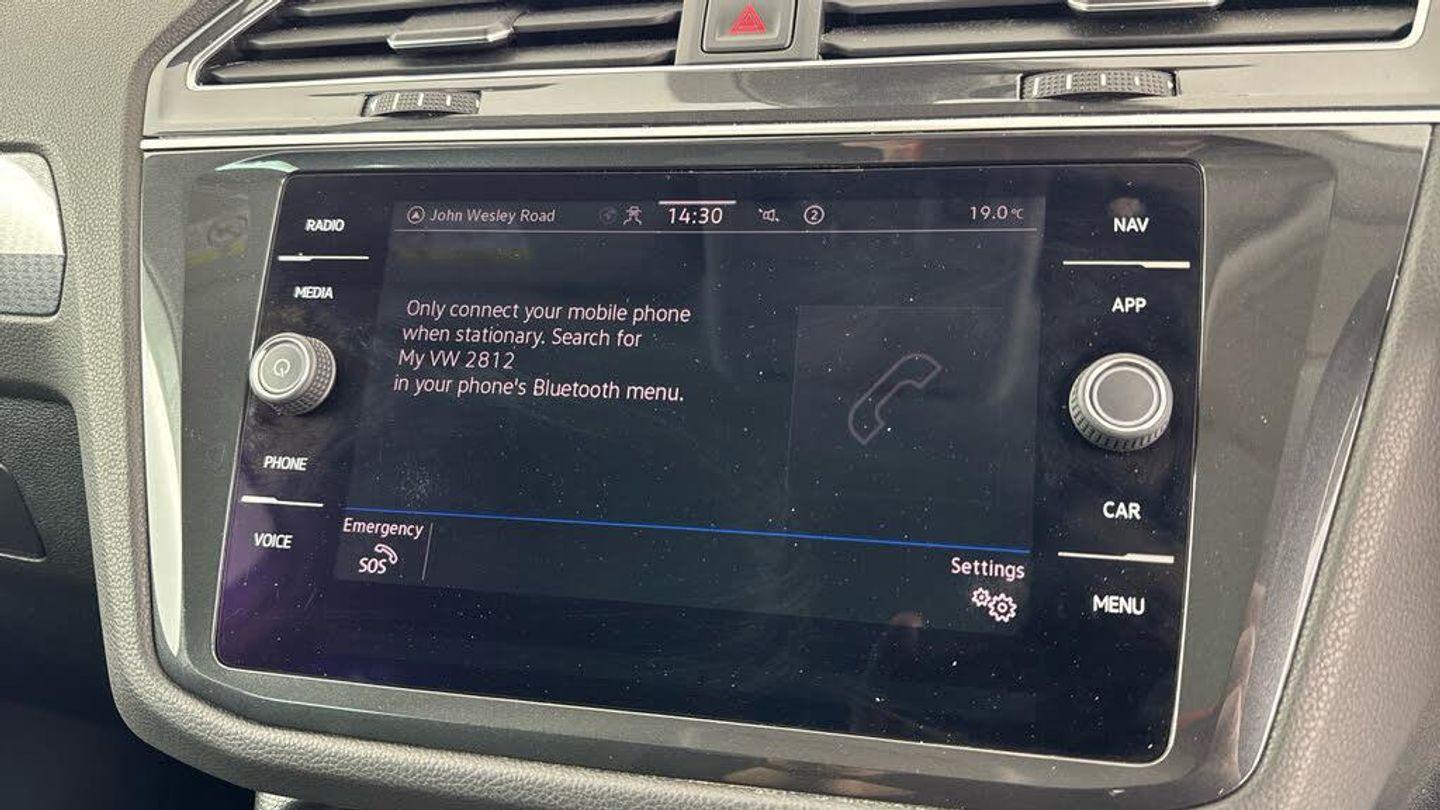 RADIO
MEDIA
PHONE
VOICE
John Wesley Road
14:30
2
19.0°C
Only connect your mobile phone
when stationary. Search for
My VW 2812
in your phone's Bluetooth menu.
Emergency
SOS
Settings
NAV
APP
CAR
MENU